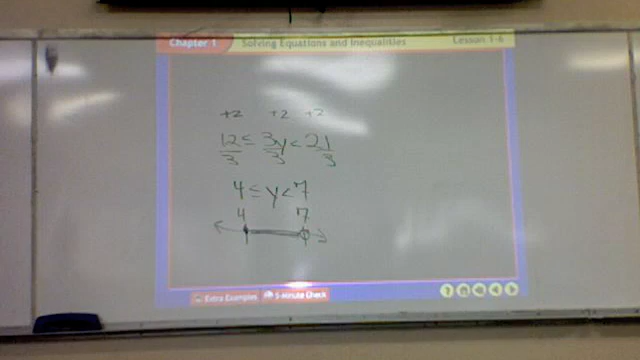 Chapter 1 Solving Equations and Inequalities Lesson 1-6
+2 +2 +2
12/3 ≤ 3y/3 < 21/3
4 ≤ y < 7
4 7
Extra Examples 5-Minute Check